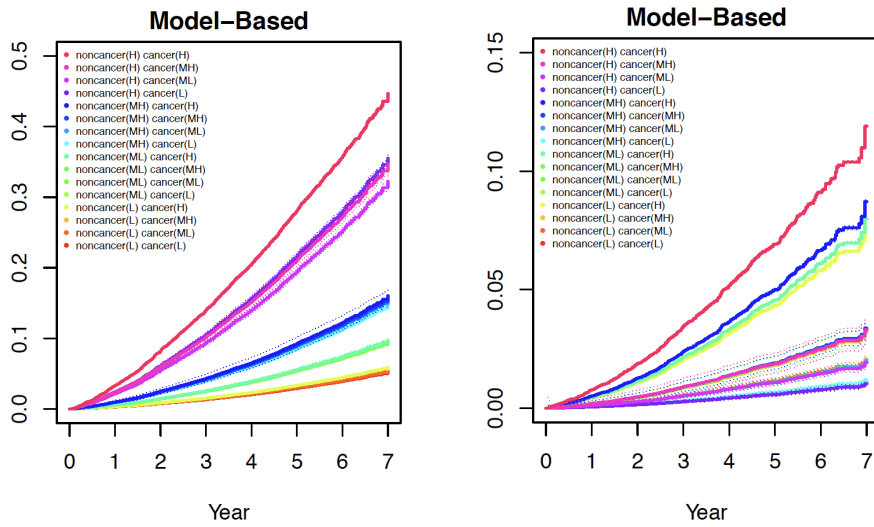 Model-Based
0.5
0.4
0.3
0.2
0.1
0.0
noncancer(H) cancer(H)
noncancer(H) cancer(MH)
noncancer(H) cancer(ML)
noncancer(H) cancer(L)
noncancer(MH) cancer(H)
noncancer(MH) cancer(MH)
noncancer(MH) cancer(ML)
noncancer(MH) cancer(L)
noncancer(ML) cancer(H)
noncancer(ML) cancer(MH)
noncancer(ML) cancer(ML)
noncancer(ML) cancer(L)
noncancer(L) cancer(H)
noncancer(L) cancer(MH)
noncancer(L) cancer(ML)
noncancer(L) cancer(L)
0 1 2 3 4 5 6 7
Year
Model-Based
0.15
0.10
0.05
0.00
noncancer(H) cancer(H)
noncancer(H) cancer(MH)
noncancer(H) cancer(ML)
noncancer(H) cancer(L)
noncancer(MH) cancer(H)
noncancer(MH) cancer(MH)
noncancer(MH) cancer(ML)
noncancer(MH) cancer(L)
noncancer(ML) cancer(H)
noncancer(ML) cancer(MH)
noncancer(ML) cancer(ML)
noncancer(ML) cancer(L)
noncancer(L) cancer(H)
noncancer(L) cancer(MH)
noncancer(L) cancer(ML)
noncancer(L) cancer(L)
0 1 2 3 4 5 6 7
Year